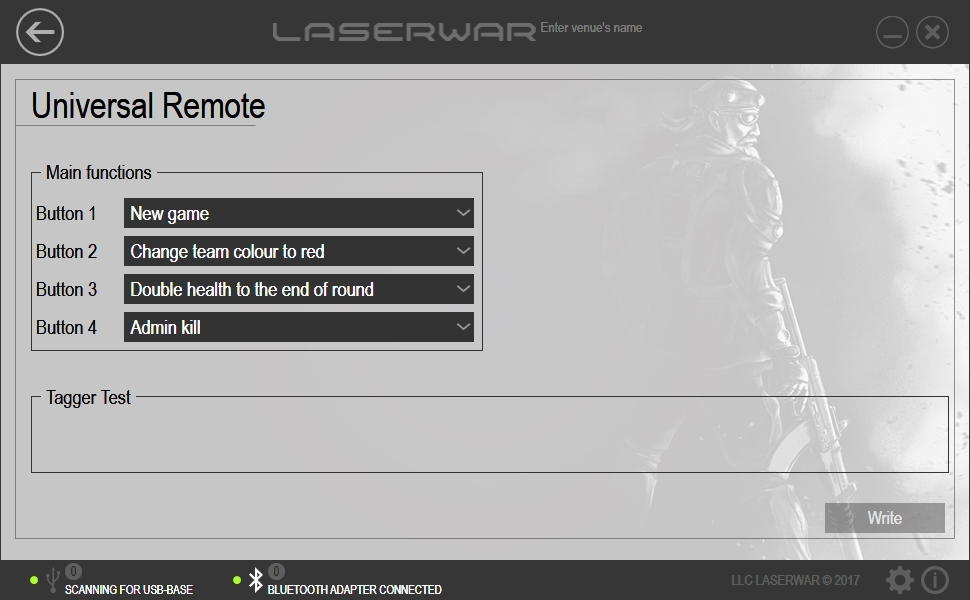 LASERWAR Enter venue's name
Universal Remote
Main functions
Button 1 New game
Button 2 Change team colour to red
Button 3 Double health to the end of round
Button 4 Admin kill
Tagger Test
Write
0
SCANNING FOR USB-BASE
0
BLUETOOTH ADAPTER CONNECTED
LLC LASERWAR © 2017